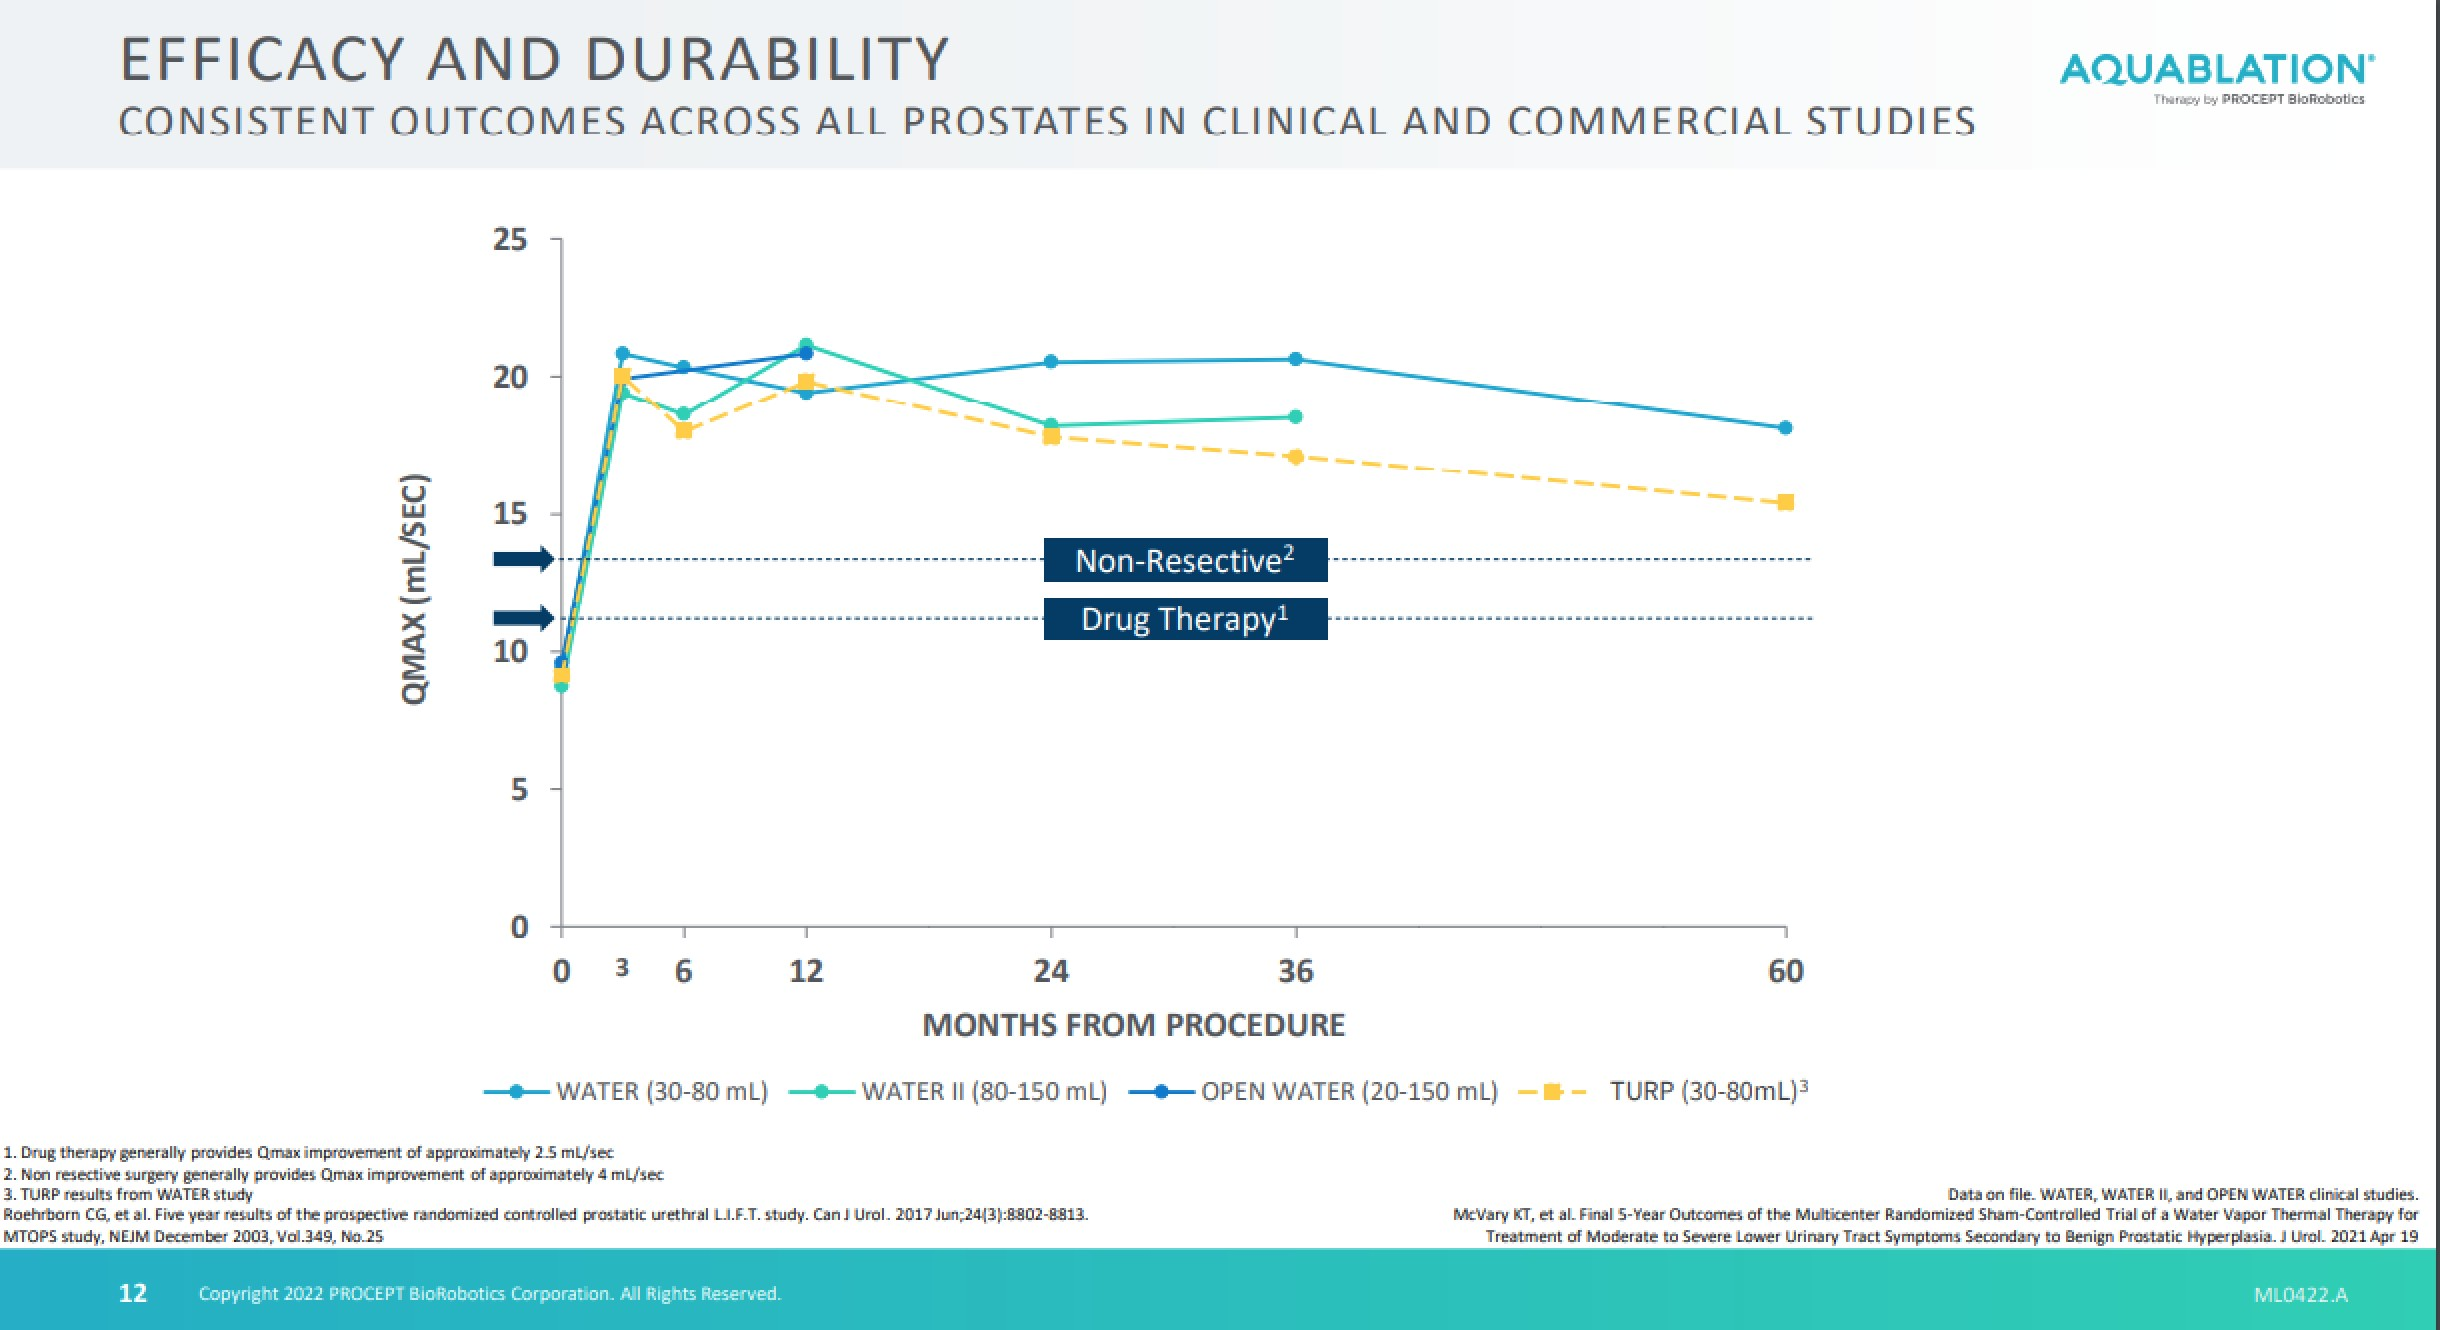 EFFICACY AND DURABILITY
CONSISTENT OUTCOMES ACROSS ALL PROSTATES IN CLINICAL AND COMMERCIAL STUDIES
AQUABLATION®
Therapy by PROCEPT BioRobotics
25
20
15
10
5
0
QMAX (mL/SEC)
Non-Resective²
Drug Therapy¹
0 3 6 12 24 36 60
MONTHS FROM PROCEDURE
WATER (30-80 mL) WATER II (80-150 mL) OPEN WATER (20-150 mL) TURP (30-80mL)³
1. Drug therapy generally provides Qmax improvement of approximately 2.5 mL/sec
2. Non resective surgery generally provides Qmax improvement of approximately 4 mL/sec
3. TURP results from WATER study
Roehrborn CG, et al. Five year results of the prospective randomized controlled prostatic urethral L.I.F.T. study. Can J Urol. 2017 Jun;24(3):8802-8813.
MTOPS study, NEJM December 2003, Vol.349, No.25
Data on file. WATER, WATER II, and OPEN WATER clinical studies.
McVary KT, et al. Final 5-Year Outcomes of the Multicenter Randomized Sham-Controlled Trial of a Water Vapor Thermal Therapy for
Treatment of Moderate to Severe Lower Urinary Tract Symptoms Secondary to Benign Prostatic Hyperplasia. J Urol. 2021 Apr 19
12 Copyright 2022 PROCEPT BioRobotics Corporation. All Rights Reserved.
ML0422.A